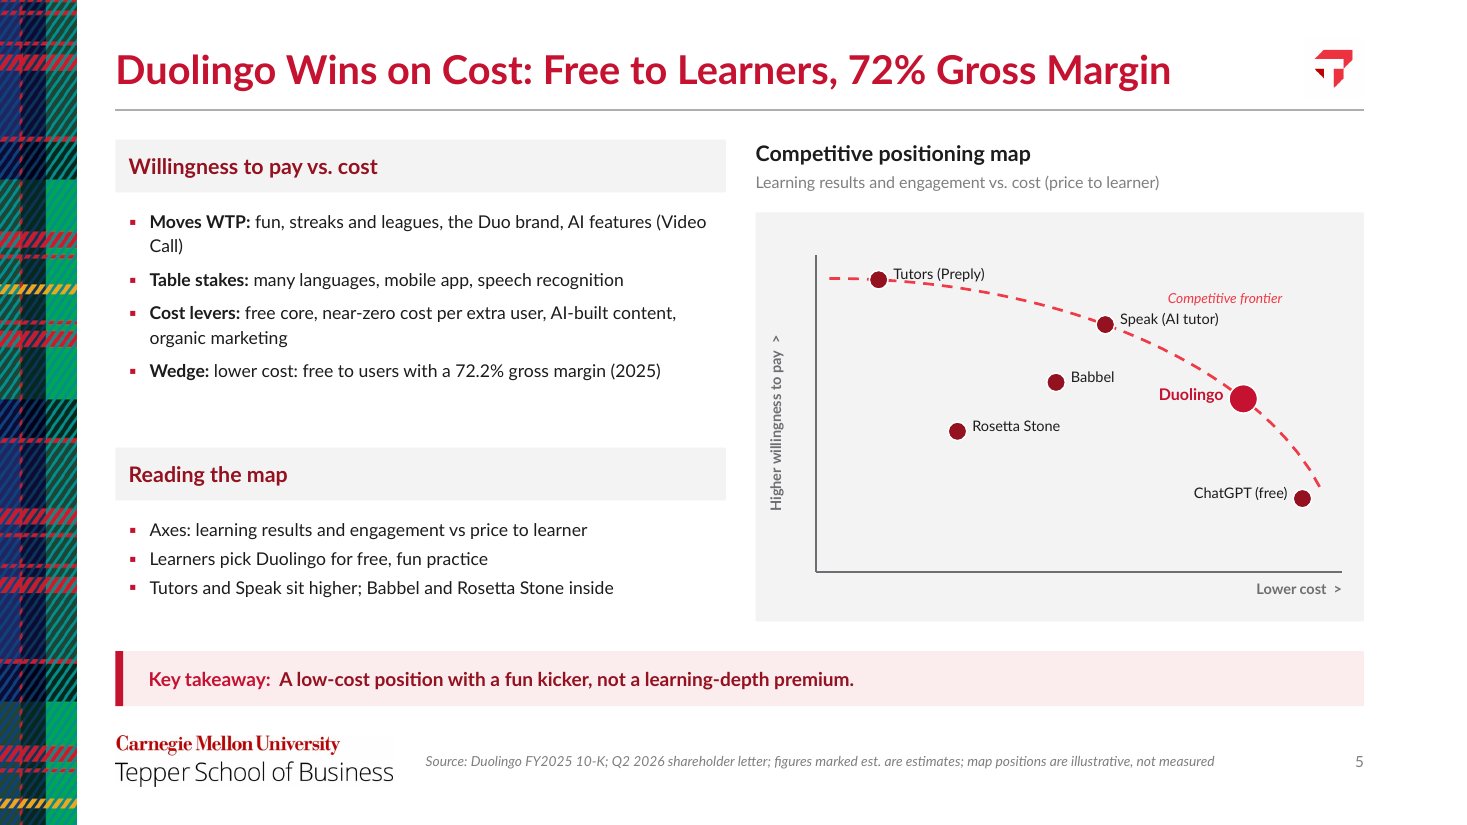 Duolingo Wins on Cost: Free to Learners, 72% Gross Margin
Willingness to pay vs. cost
▪ Moves WTP: fun, streaks and leagues, the Duo brand, AI features (Video
Call)
▪ Table stakes: many languages, mobile app, speech recognition
▪ Cost levers: free core, near-zero cost per extra user, AI-built content,
organic marketing
▪ Wedge: lower cost: free to users with a 72.2% gross margin (2025)
Reading the map
▪ Axes: learning results and engagement vs price to learner
▪ Learners pick Duolingo for free, fun practice
▪ Tutors and Speak sit higher; Babbel and Rosetta Stone inside
Competitive positioning map
Learning results and engagement vs. cost (price to learner)
Tutors (Preply)
Competitive frontier
Speak (AI tutor)
Babbel
Duolingo
Rosetta Stone
ChatGPT (free)
Higher willingness to pay >
Lower cost >
Key takeaway: A low-cost position with a fun kicker, not a learning-depth premium.
Carnegie Mellon University
Tepper School of Business
Source: Duolingo FY2025 10-K; Q2 2026 shareholder letter; figures marked est. are estimates; map positions are illustrative, not measured
5